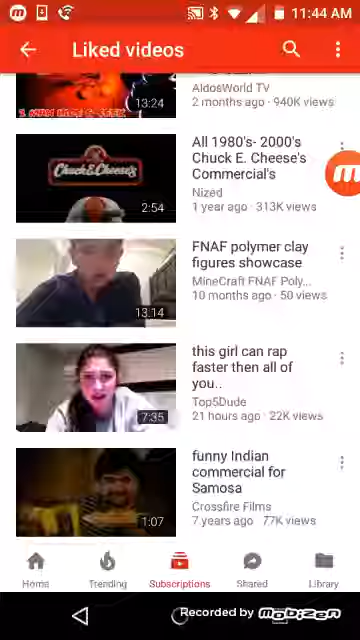 11:44 AM
Liked videos
AldosWorld TV
2 months ago · 940K views
13:24
All 1980's- 2000's
Chuck E. Cheese's
Commercial's
Nized
1 year ago · 313K views
Chuck E Cheese's
2:54
FNAF polymer clay
figures showcase
MineCraft FNAF Poly...
10 months ago · 50 views
13:14
this girl can rap
faster then all of
you..
Top5Dude
21 hours ago · 22K views
7:35
funny Indian
commercial for
Samosa
Crossfire Films
7 years ago · 77K views
1:07
Home
Trending
Subscriptions
Shared
Library
Recorded by mobizen